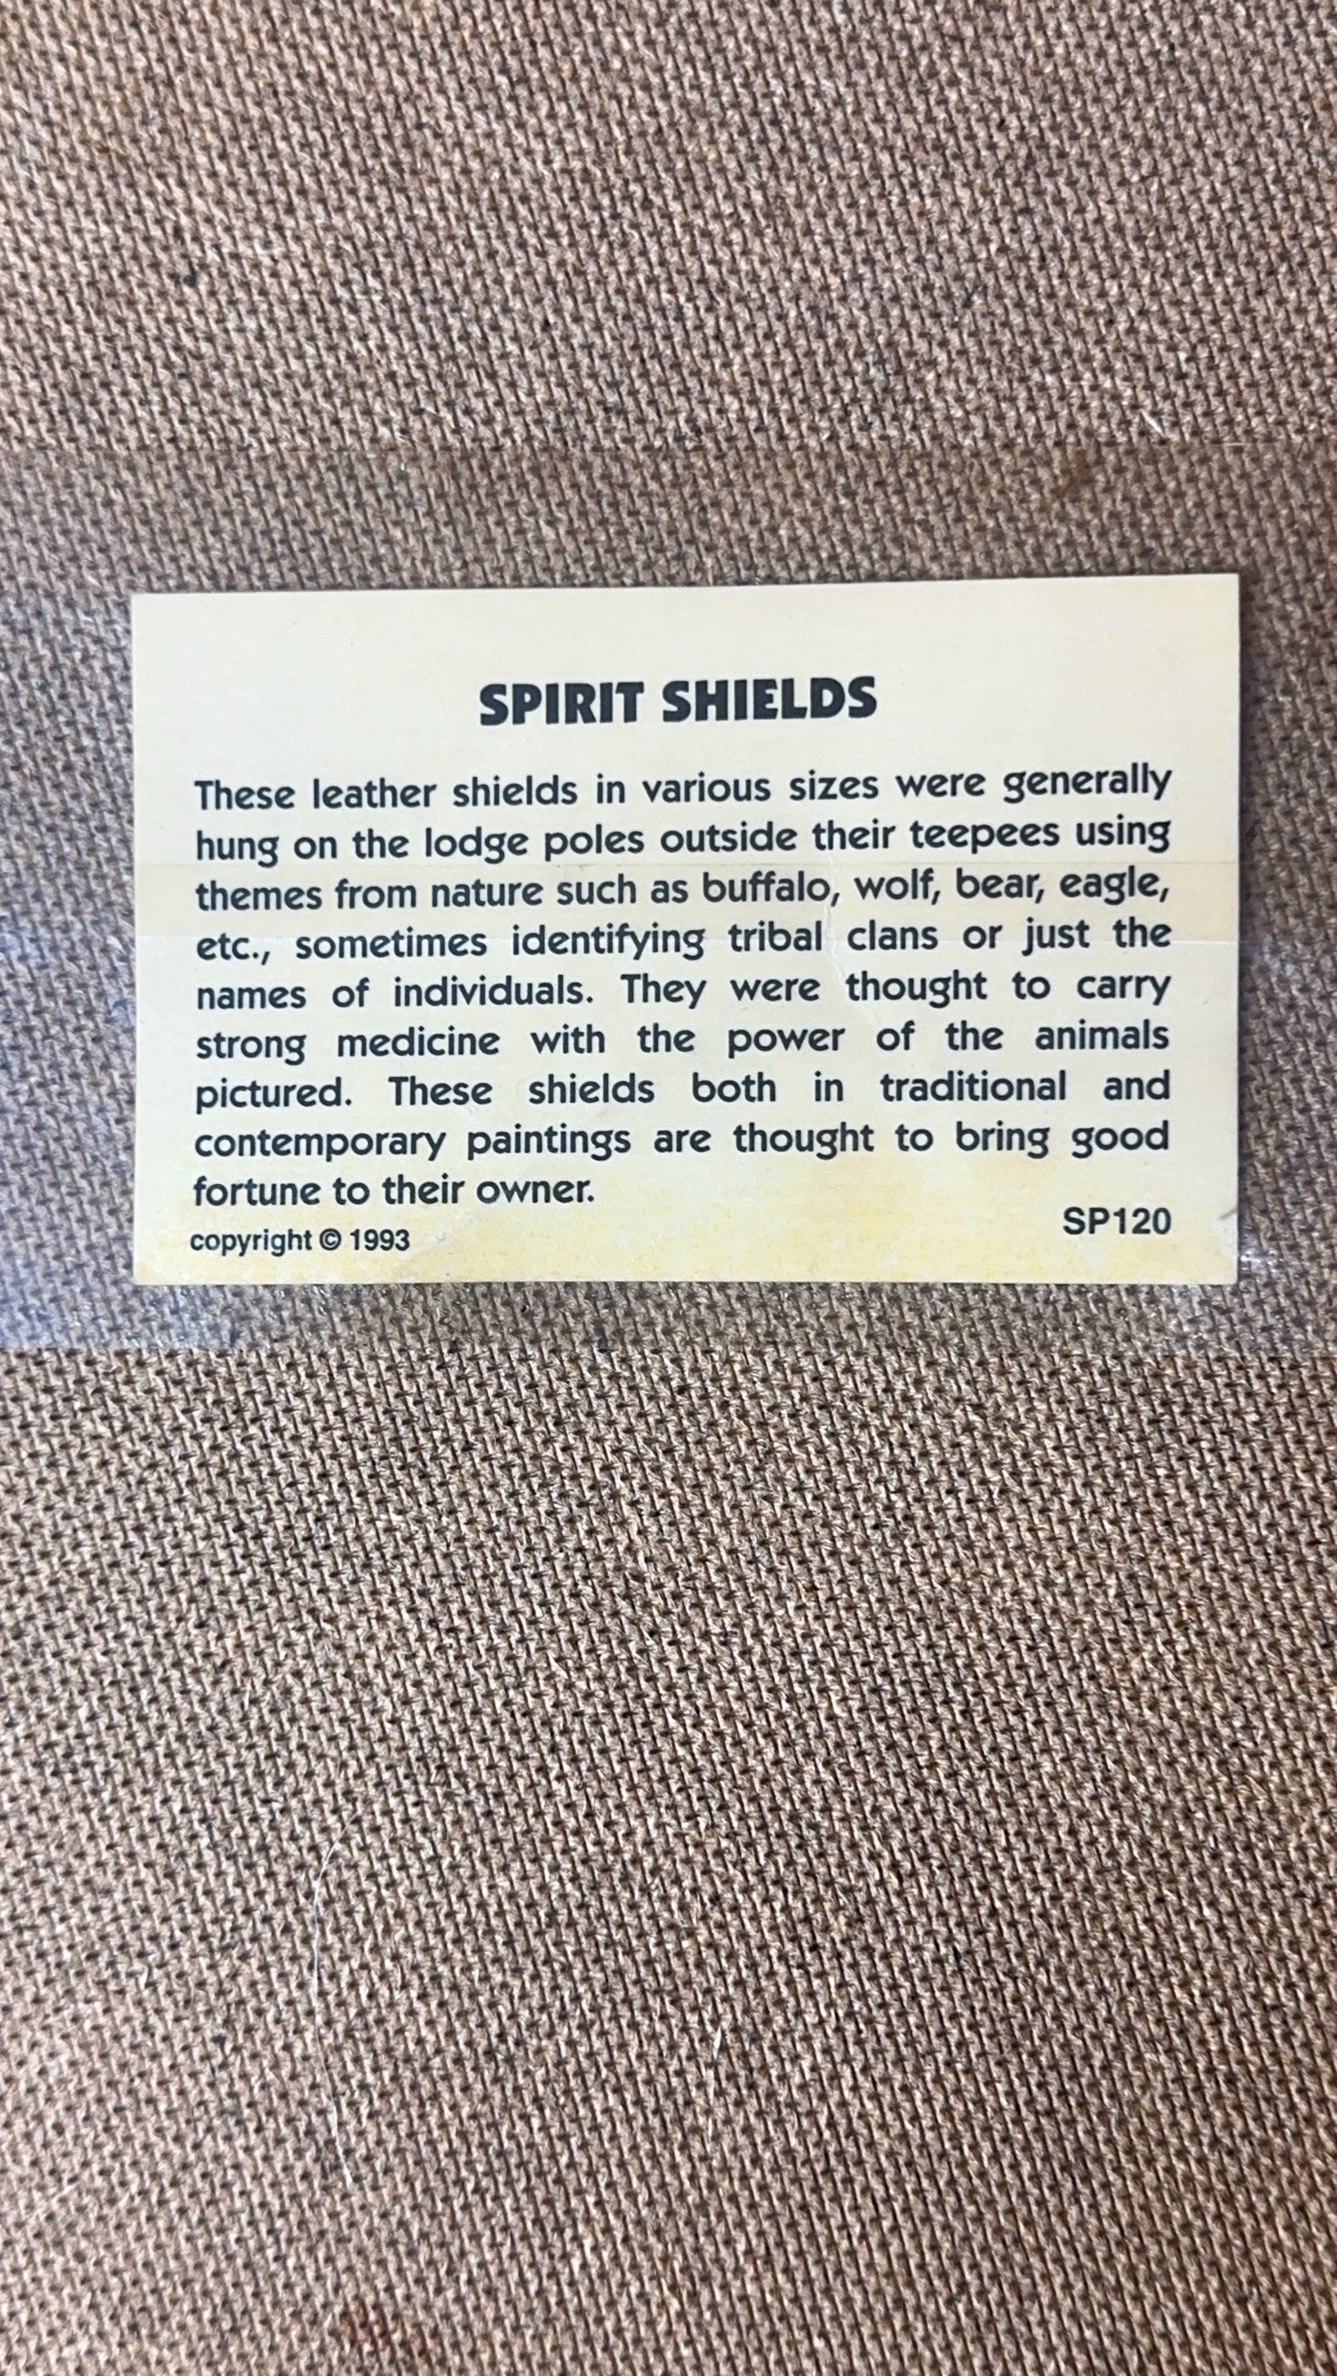 SPIRIT SHIELDS
These leather shields in various sizes were generally
hung on the lodge poles outside their teepees using
themes from nature such as buffalo, wolf, bear, eagle,
etc., sometimes identifying tribal clans or just the
names of individuals. They were thought to carry
strong medicine with the power of the animals
pictured. These shields both in traditional and
contemporary paintings are thought to bring good
fortune to their owner.
SP120
copyright © 1993